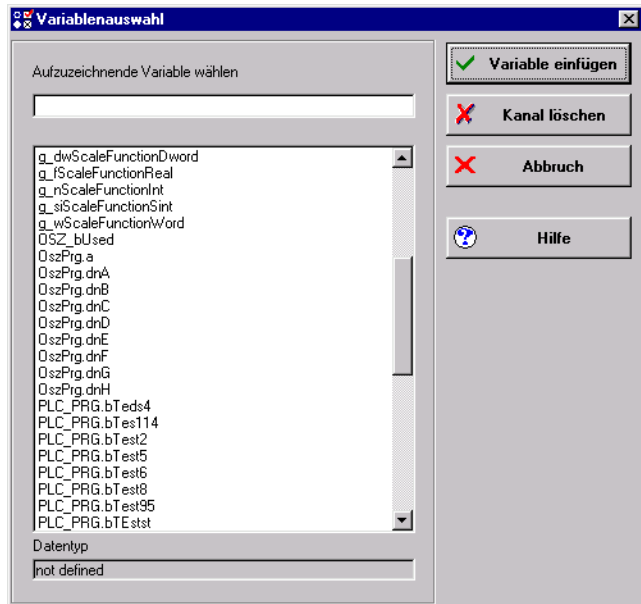 Variablenauswahl
Aufzuzeichnende Variable wählen
g_dwScaleFunctionDword
g_fScaleFunctionReal
g_nScaleFunctionInt
g_siScaleFunctionSint
g_wScaleFunctionWord
OSZ_bUsed
OszPrg.a
OszPrg.dnA
OszPrg.dnB
OszPrg.dnC
OszPrg.dnD
OszPrg.dnE
OszPrg.dnF
OszPrg.dnG
OszPrg.dnH
PLC_PRG.bTeds4
PLC_PRG.bTes114
PLC_PRG.bTest2
PLC_PRG.bTest5
PLC_PRG.bTest6
PLC_PRG.bTest8
PLC_PRG.bTest95
PLC_PRG.bTEstst
Datentyp
not defined
Variable einfügen
Kanal löschen
Abbruch
Hilfe